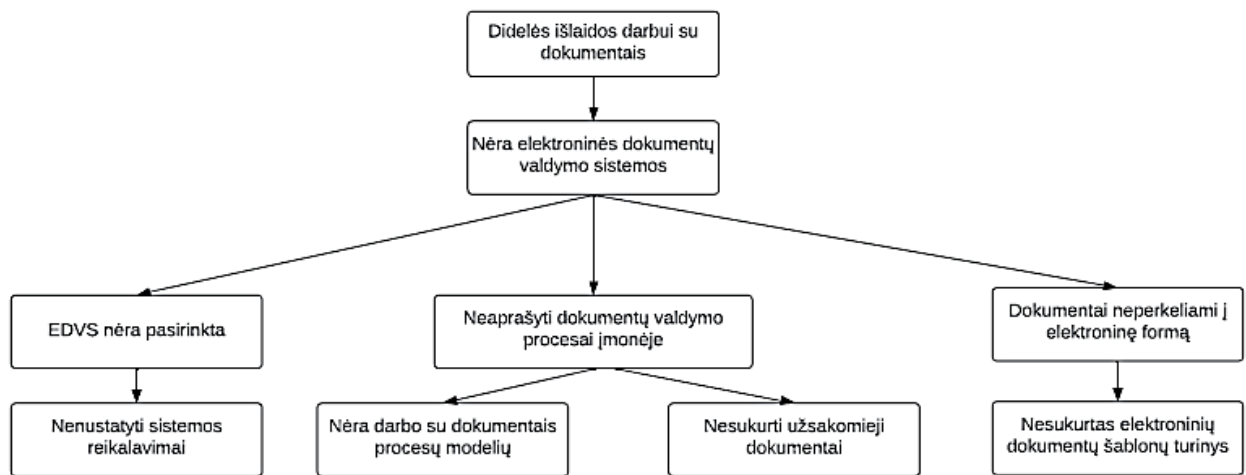 Didelės išlaidos darbui su
dokumentais
Nėra elektroninės dokumentų
valdymo sistemos
EDVS nėra pasirinkta
Neaprašyti dokumentų valdymo
procesai įmonėje
Dokumentai neperkeliami į
elektroninę formą
Nenustatyti sistemos
reikalavimai
Nėra darbo su dokumentais
procesų modelių
Nesukurti užsakomieji
dokumentai
Nesukurtas elektroninių
dokumentų šablonų turinys